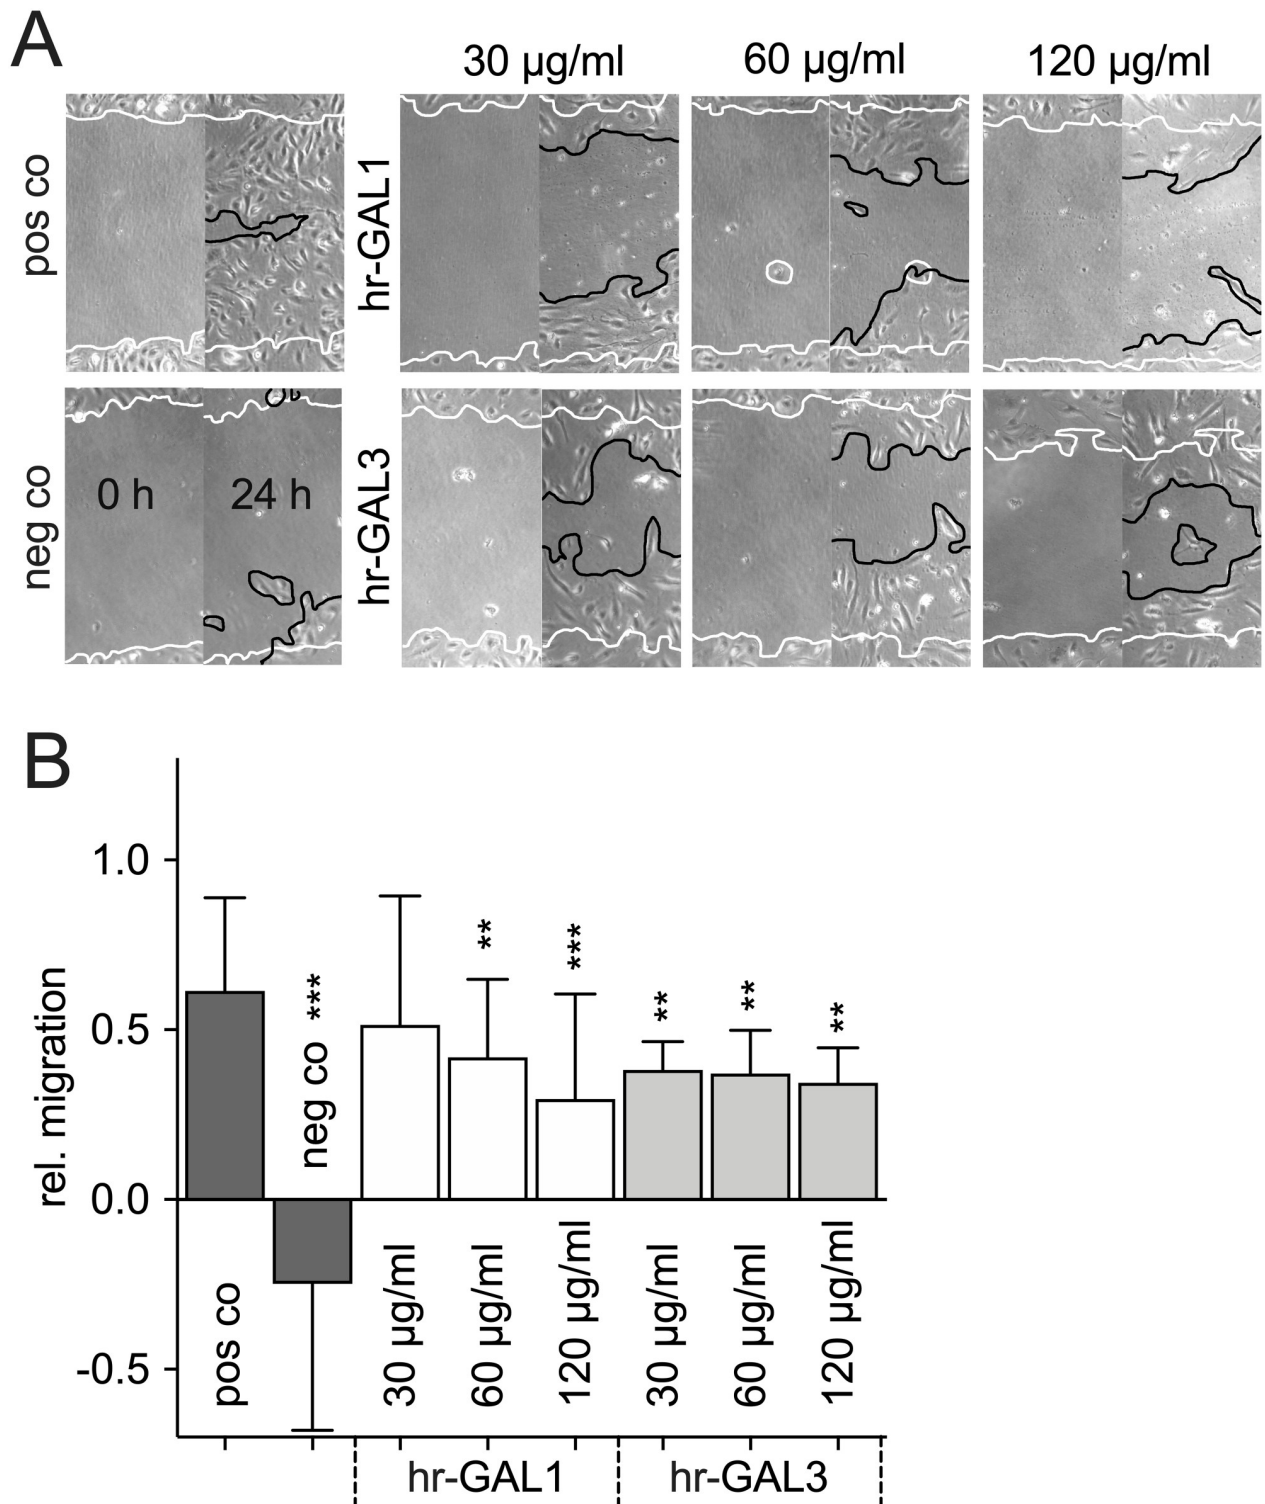 A
30 µg/ml
60 µg/ml
120 µg/ml
pos co
hr-GAL1
neg co
0 h
24 h
hr-GAL3
B
1.0
0.5
0.0
-0.5
rel. migration
pos co
neg co ***
30 µg/ml
60 µg/ml
**
120 µg/ml
***
30 µg/ml
**
60 µg/ml
**
120 µg/ml
**
hr-GAL1
hr-GAL3